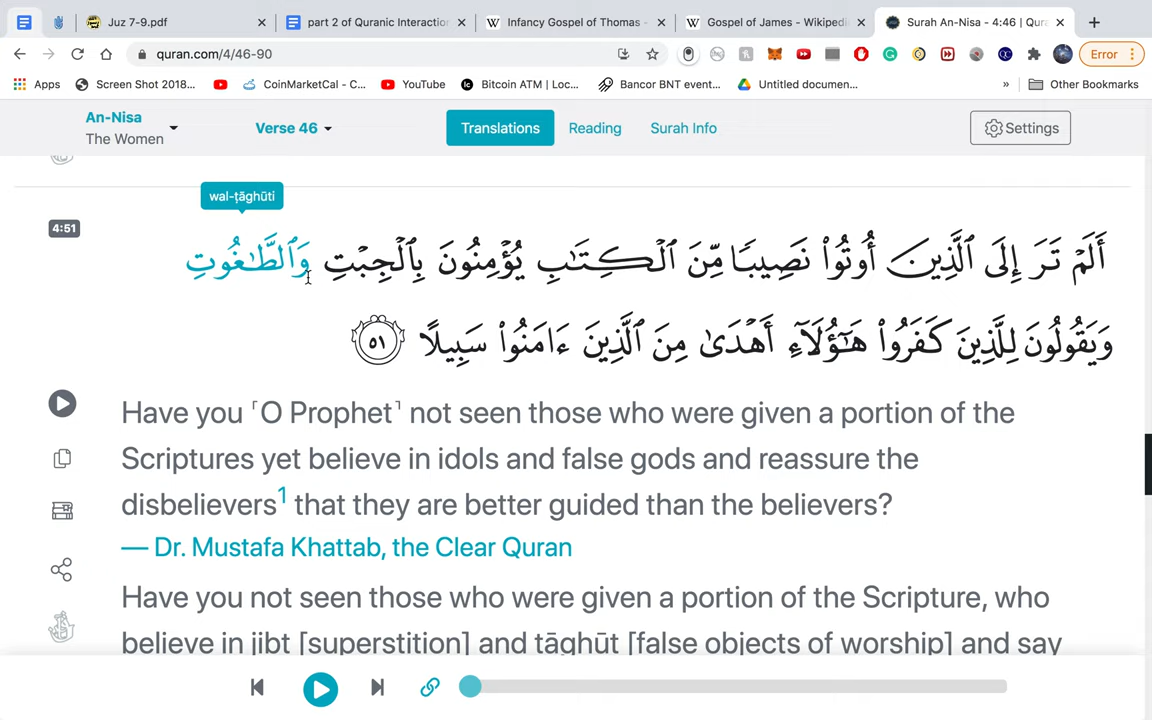 Juz 7-9.pdf
part 2 of Quranic Interaction
Infancy Gospel of Thomas -
Gospel of James - Wikipedi
Surah An-Nisa - 4:46 | Qura
quran.com/4/46-90
Error
Apps
Screen Shot 2018...
CoinMarketCal - C...
YouTube
Bitcoin ATM | Loc...
Bancor BNT event...
Untitled documen...
»
Other Bookmarks
An-Nisa
The Women
Verse 46
Translations
Reading
Surah Info
Settings
wal-ṭāghūti
4:51
أَلَمْ تَرَ إِلَى ٱلَّذِينَ أُوتُوا۟ نَصِيبًا مِّنَ ٱلْكِتَـٰبِ يُؤْمِنُونَ بِٱلْجِبْتِ وَٱلطَّـٰغُوتِ
وَيَقُولُونَ لِلَّذِينَ كَفَرُوا۟ هَـٰٓؤُلَآءِ أَهْدَىٰ مِنَ ٱلَّذِينَ ءَامَنُوا۟ سَبِيلًا ٥١
Have you ˹O Prophet˺ not seen those who were given a portion of the
Scriptures yet believe in idols and false gods and reassure the
disbelievers1 that they are better guided than the believers?
— Dr. Mustafa Khattab, the Clear Quran
Have you not seen those who were given a portion of the Scripture, who
believe in jibt [superstition] and ṭāghūt [false objects of worship] and say